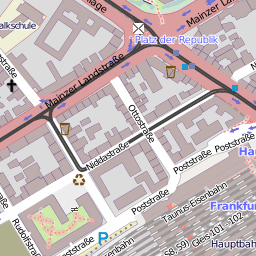 alkschule
Mainzer Landstraße
Mainzer Lands
Platz der Republik
Ottostraße
Niddastraße
Poststraße
Poststraße
Poststraße
Ha
Frankfu
Taunus-Eisenbahn
Rudolfstraße
P
S8, S9)
Gleis 101-102
Hauptbah